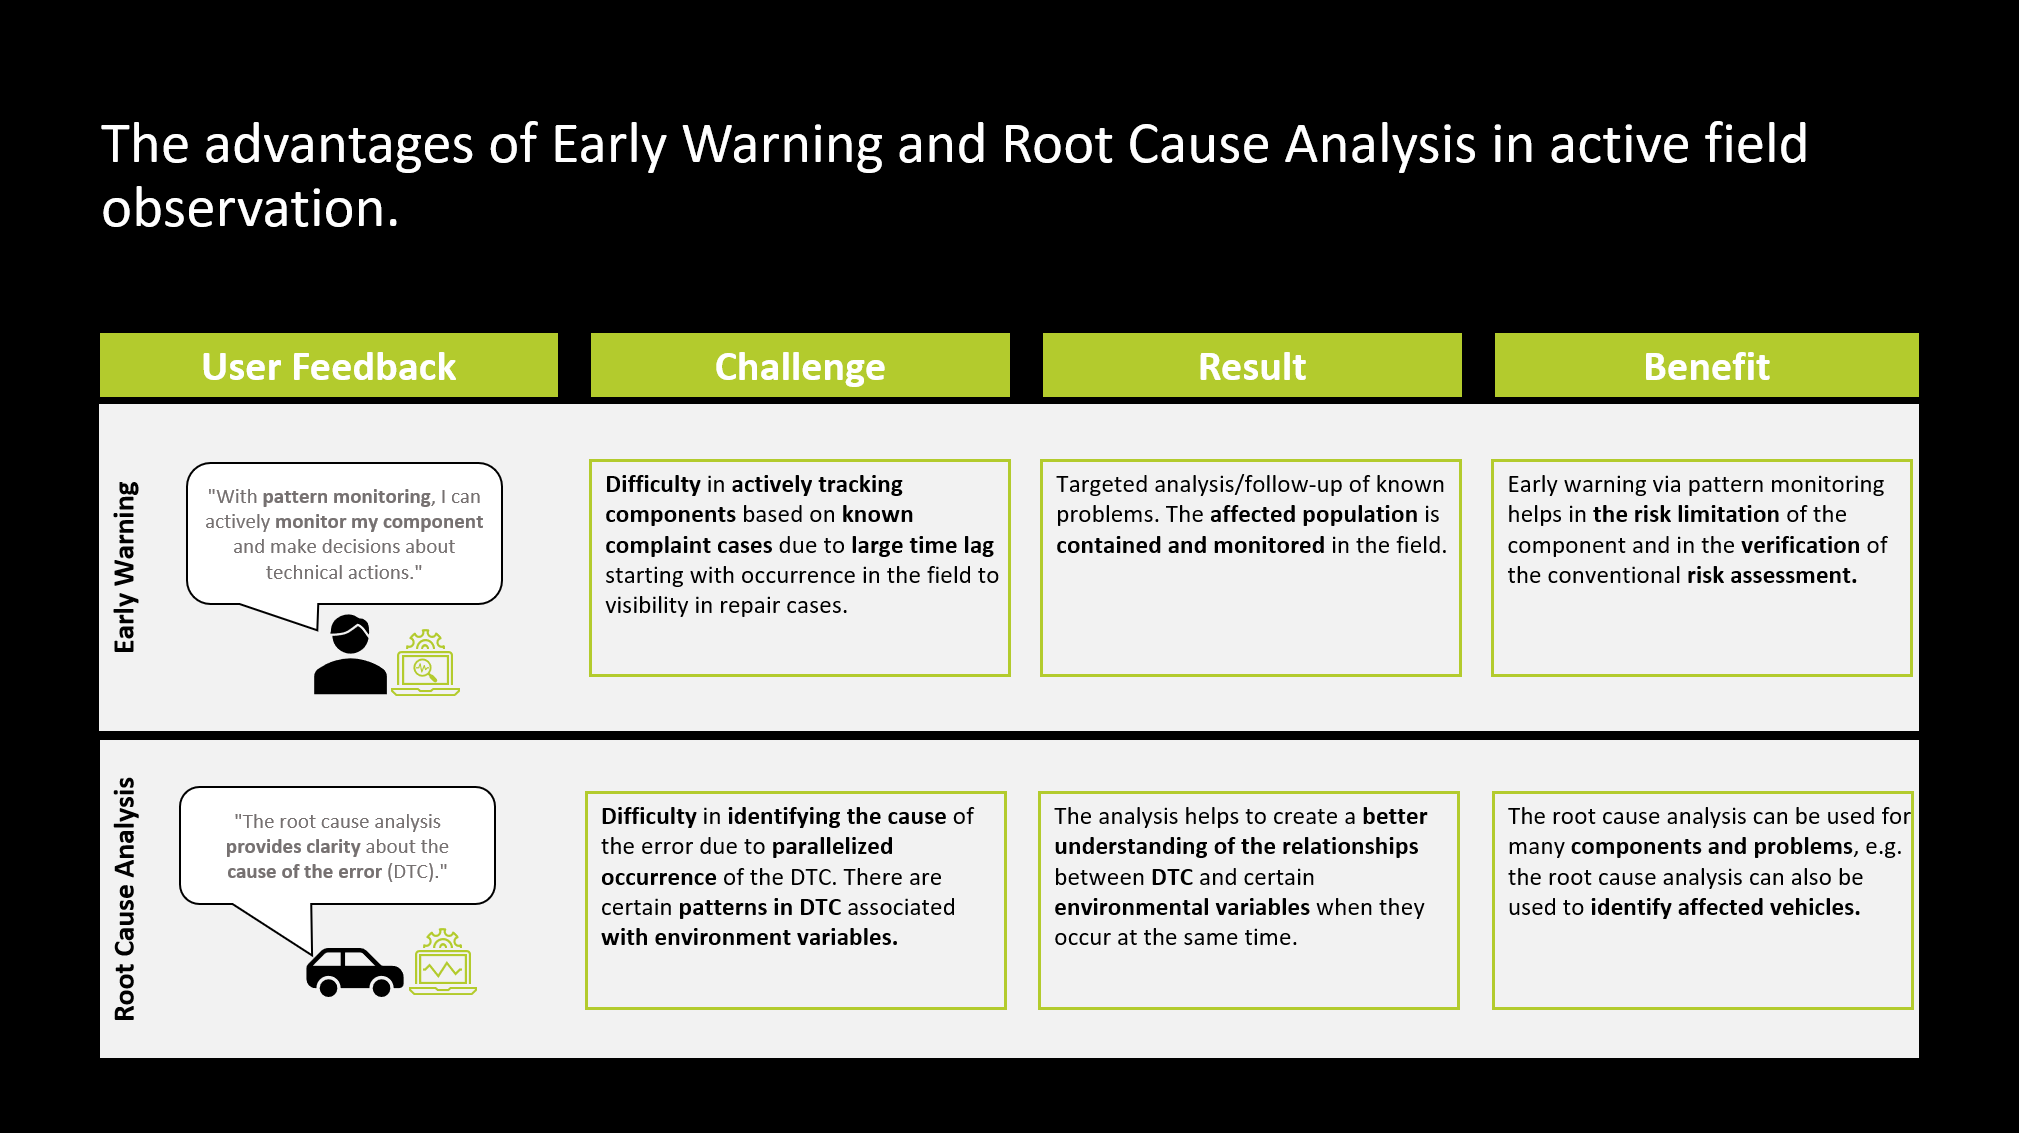 The advantages of Early Warning and Root Cause Analysis in active field
observation.
User Feedback
Challenge
Result
Benefit
Early Warning
"With pattern monitoring, I can
actively monitor my component
and make decisions about
technical actions."
Difficulty in actively tracking
components based on known
complaint cases due to large time lag
starting with occurrence in the field to
visibility in repair cases.
Targeted analysis/follow-up of known
problems. The affected population is
contained and monitored in the field.
Early warning via pattern monitoring
helps in the risk limitation of the
component and in the verification of
the conventional risk assessment.
Root Cause Analysis
"The root cause analysis
provides clarity about the
cause of the error (DTC)."
Difficulty in identifying the cause of
the error due to parallelized
occurrence of the DTC. There are
certain patterns in DTC associated
with environment variables.
The analysis helps to create a better
understanding of the relationships
between DTC and certain
environmental variables when they
occur at the same time.
The root cause analysis can be used for
many components and problems, e.g.
the root cause analysis can also be
used to identify affected vehicles.